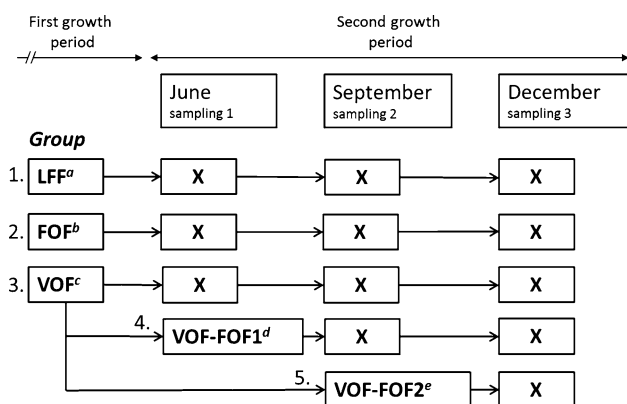 First growth
period
Second growth
period
June
sampling 1
September
sampling 2
December
sampling 3
Group
1. LFFᵃ X X X
2. FOFᵇ X X X
3. VOFᶜ X X X
4. VOF-FOF1ᵈ X X
5. VOF-FOF2ᵉ X